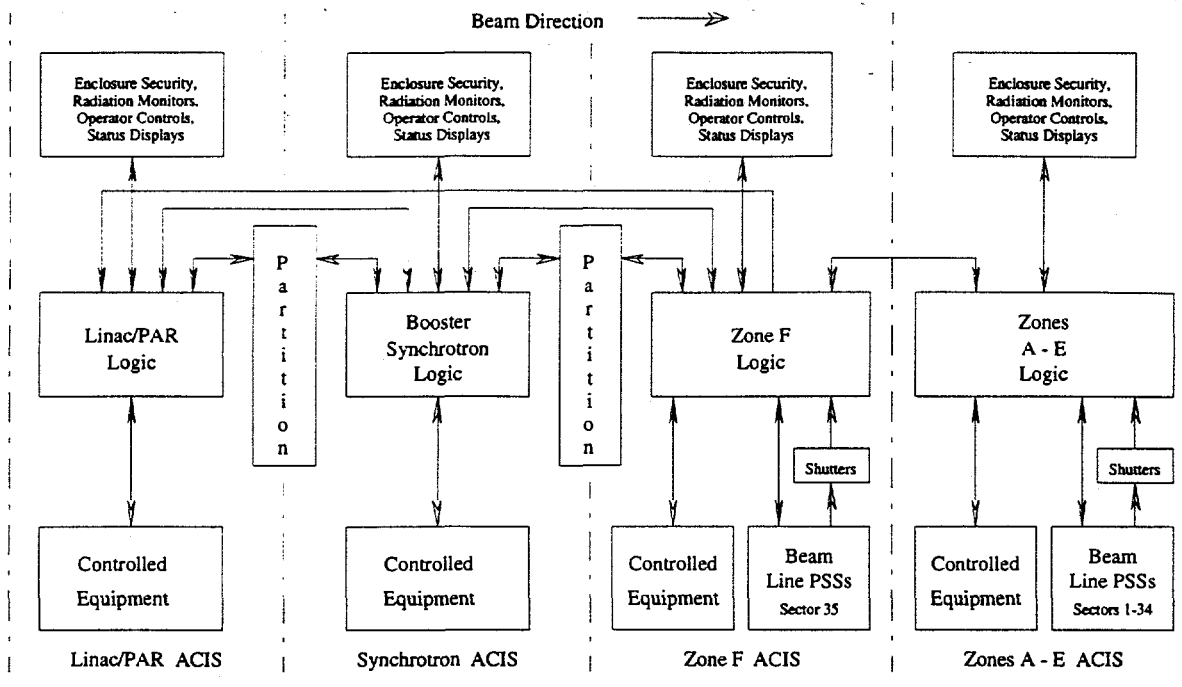 Beam Direction
Enclosure Security,
Radiation Monitors,
Operator Controls,
Status Displays
Enclosure Security,
Radiation Monitors,
Operator Controls,
Status Displays
Enclosure Security,
Radiation Monitors,
Operator Controls,
Status Displays
Enclosure Security,
Radiation Monitors,
Operator Controls,
Status Displays
Partition
Partition
Linac/PAR
Logic
Booster
Synchrotron
Logic
Zone F
Logic
Zones
A - E
Logic
Shutters
Shutters
Controlled
Equipment
Controlled
Equipment
Controlled
Equipment
Beam
Line PSSs
Sector 35
Controlled
Equipment
Beam
Line PSSs
Sectors 1-34
Linac/PAR ACIS
Synchrotron ACIS
Zone F ACIS
Zones A - E ACIS